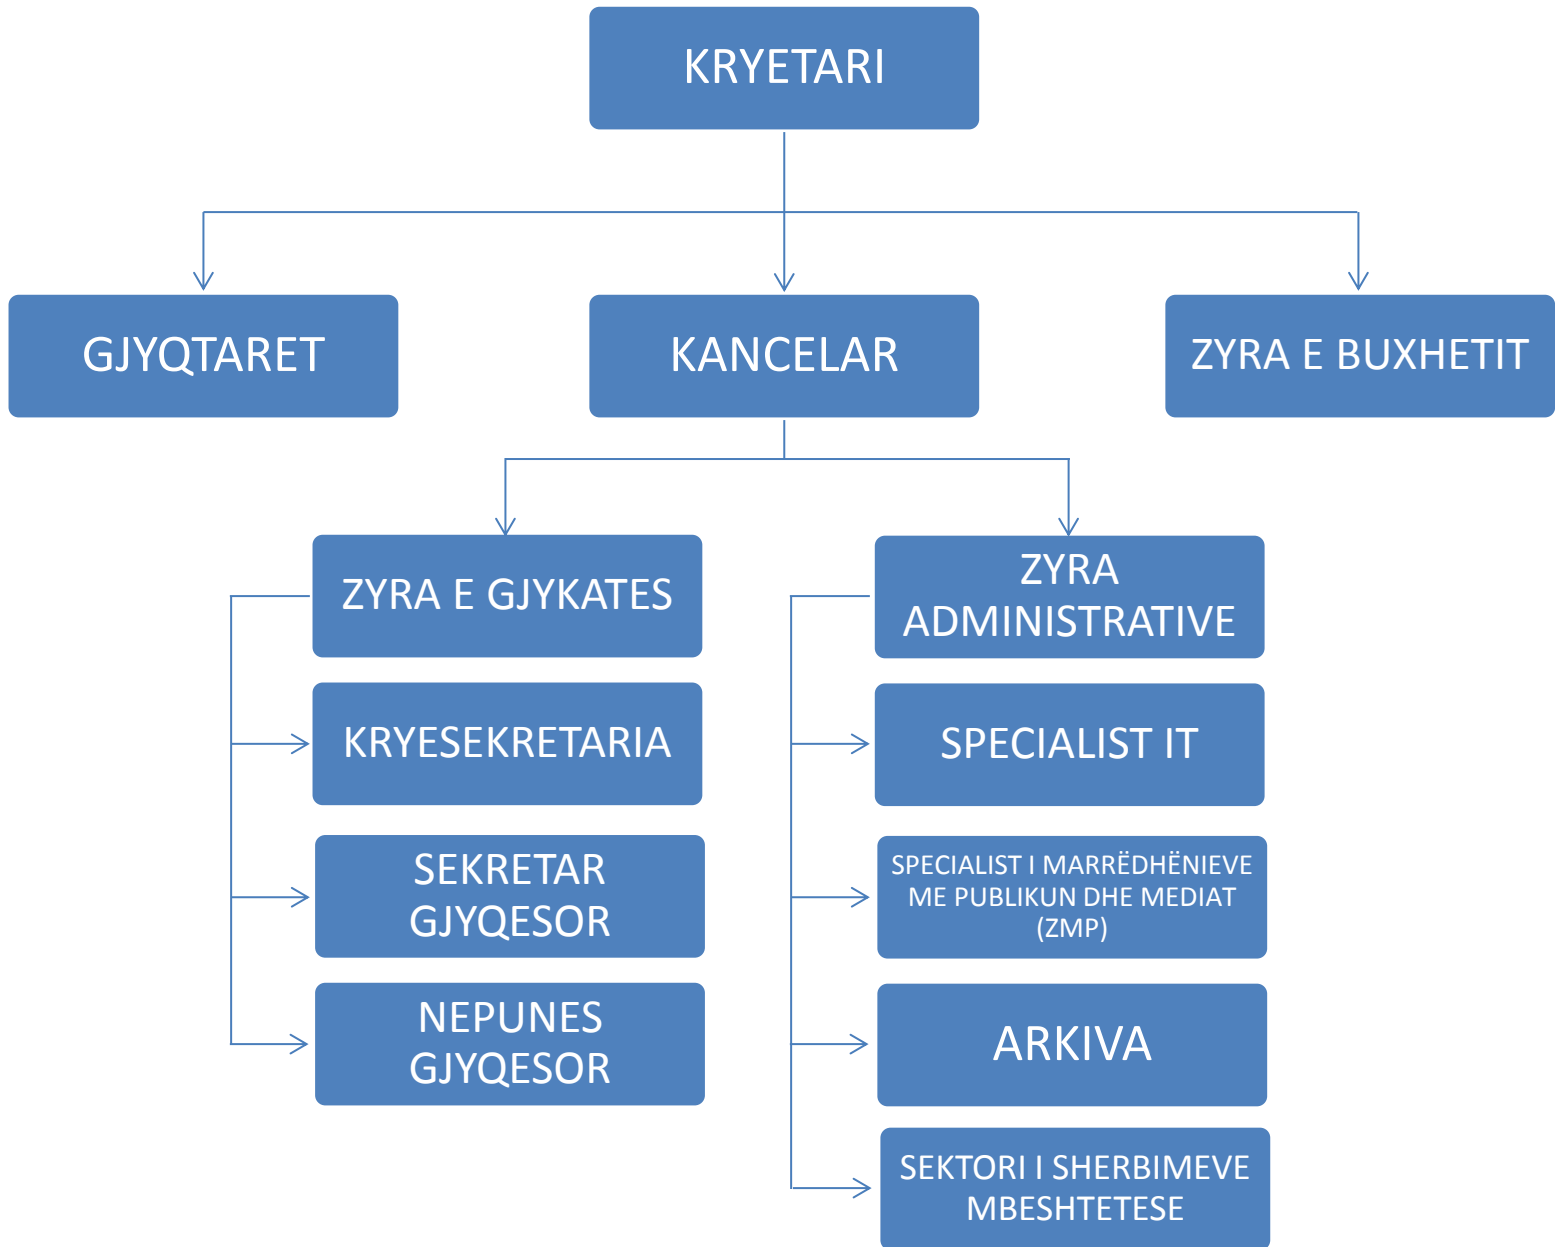 KRYETARI
GJYQTARET
KANCELAR
ZYRA E BUXHETIT
ZYRA E GJYKATES
KRYESEKRETARIA
SEKRETAR
GJYQESOR
NEPUNES
GJYQESOR
ZYRA
ADMINISTRATIVE
SPECIALIST IT
SPECIALIST I MARRËDHËNIEVE
ME PUBLIKUN DHE MEDIAT
(ZMP)
ARKIVA
SEKTORI I SHERBIMEVE
MBESHTETESE